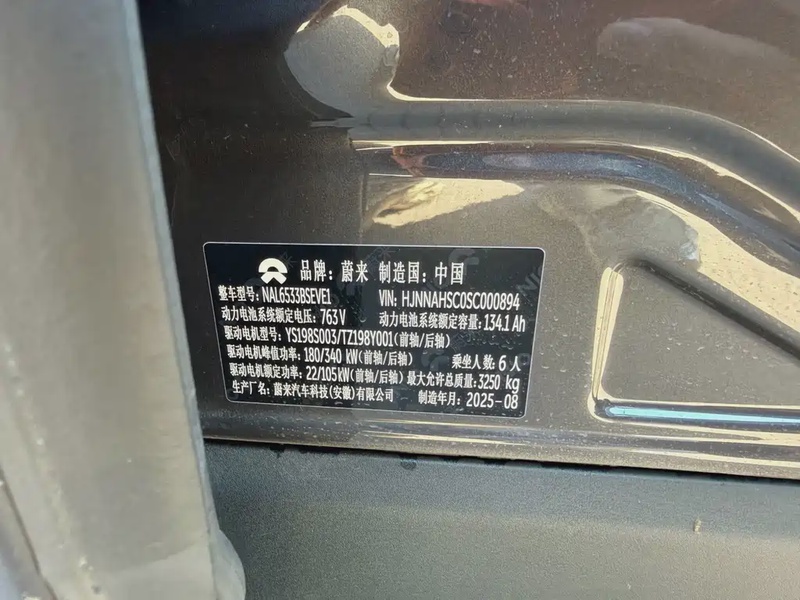 品牌: 蔚来 制造国: 中国
整车型号: NAL6533BSEVE1 VIN: HJNNAHSC0SC000894
动力电池系统额定电压: 763V 动力电池系统额定容量: 134.1 Ah
驱动电机型号: YS198S003/TZ198Y001(前轴/后轴)
驱动电机峰值功率: 180/340 kW(前轴/后轴) 乘坐人数: 6 人
驱动电机额定功率: 22/105kW(前轴/后轴) 最大允许总质量: 3250 kg
生产厂名: 蔚来汽车科技(安徽)有限公司 制造年月: 2025-08